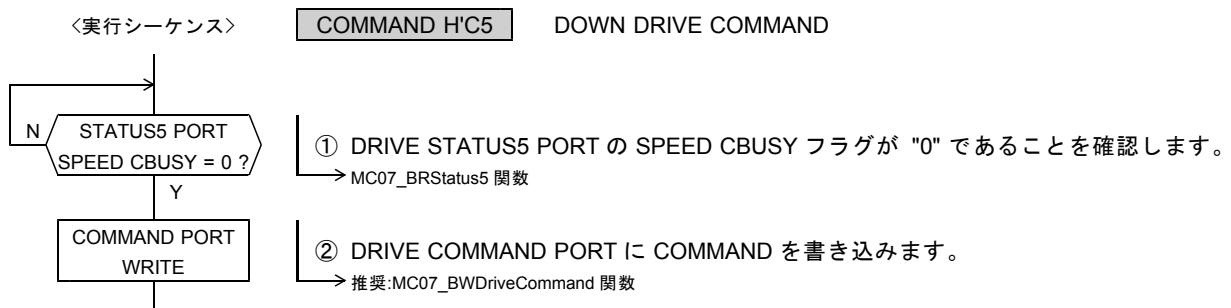 〈実行シーケンス〉 COMMAND H'C5 DOWN DRIVE COMMAND
N
STATUS5 PORT
SPEED CBUSY = 0 ?
① DRIVE STATUS5 PORT の SPEED CBUSY フラグが "0" であることを確認します。
MC07_BRStatus5 関数
Y
COMMAND PORT
WRITE
② DRIVE COMMAND PORT に COMMAND を書き込みます。
推奨:MC07_BWDriveCommand 関数